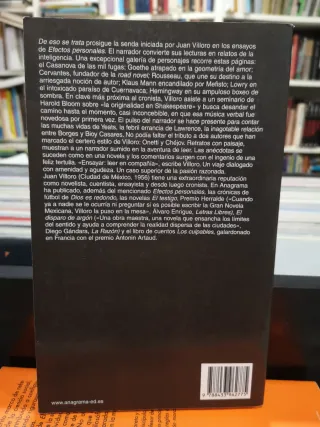 De eso se trata prosigue la senda iniciada por Juan Villoro en los ensayos
de Efectos personales. El narrador convierte sus lecturas en relatos de la
inteligencia. Una excepcional galería de personajes recorre estas páginas:
el Casanova de las mil fugas; Goethe atrapado en la geometría del amor;
Cervantes, fundador de la road novel; Rousseau, que une su destino a la
arriesgada noción de yo; Klaus Mann encandilado por Mefisto; Lowry en
el intoxicado paraíso de Cuernavaca; Hemingway en su ampuloso boxeo de
sombra. En clave más próxima al cronista, Villoro asiste a un seminario de
Harold Bloom sobre «la originalidad en Shakespeare» y busca desandar el
camino hasta el momento, casi inconcebible, en que esa música verbal fue
novedosa por primera vez. El pulso del narrador se hace presente para contar
las muchas vidas de Yeats, la febril errancia de Lawrence, la inagotable relación
entre Borges y Bioy Casares. No podía faltar el tributo a dos autores que han
marcado el certero estilo de Villoro: Onetti y Chéjov. Retratos con paisaje,
muestran a un narrador sumido en la aventura de leer. Las anécdotas se
suceden como en una novela y los comentarios surgen con el ingenio de una
feliz tertulia. «Ensayar: leer en compañía», escribe Villoro. Un viaje dialogado
con amenidad y agudeza. Un caso superior de la pasión razonada.
Juan Villoro (Ciudad de México, 1956) tiene una extraordinaria reputación
como novelista, cuentista, ensayista y desde luego cronista. En Anagrama
ha publicado, además del mencionado Efectos personales, las crónicas de
fútbol de Dios es redondo, las novelas El testigo, Premio Herralde («Cuando
ya a nadie se le ocurría ni preguntar si es posible escribir la Gran Novela
Mexicana, Villoro la puso en la mesa», Álvaro Enrigue, Letras Libres), El
disparo de argón («Una obra maestra, una novela que ensancha los límites
del sentido y ayuda a comprender la realidad dispersa de las ciudades»,
Diego Gándara, La Razón) y el libro de cuentos Los culpables, galardonado
en Francia con el premio Antonin Artaud.
www.anagrama-ed.es